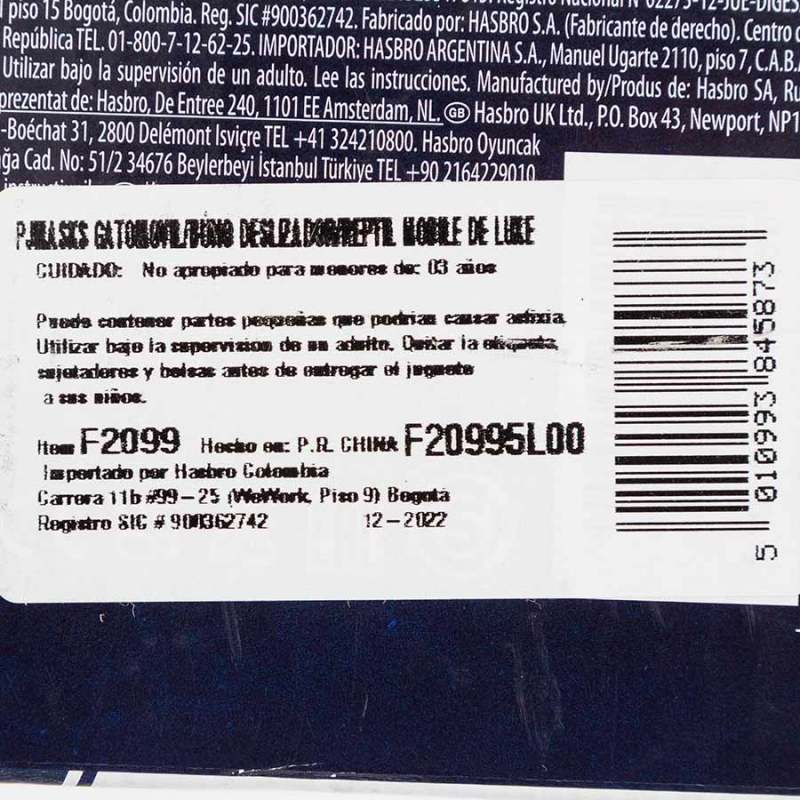 piso 15 Bogotá, Colombia. Reg. SIC #900362742. Fabricado por: HASBRO S.A. (Fabricante de derecho). Centro
República TEL. 01-800-7-12-62-25. IMPORTADOR: HASBRO ARGENTINA S.A., Manuel Ugarte 2110, piso 7, C.A.B.A.
Utilizar bajo la supervisión de un adulto. Lee las instrucciones. Manufactured by/Produs de: Hasbro SA, Ru
prezentat de: Hasbro, De Entree 240, 1101 EE Amsterdam, NL. GB Hasbro UK Ltd., P.O. Box 43, Newport, NP1
-Boéchat 31, 2800 Delémont Isviçre TEL +41 324210800. Hasbro Oyuncak
ğa Cad. No: 51/2 34676 Beylerbeyi İstanbul Türkiye TEL +90 2164229010
PJMASKS GATOMOVIL/BUHO DESLIZADOR/REPTIL MOBILE DE LUXE
CUIDADO: No apropiado para menores de: 03 años
Puede contener partes pequeñas que podrian causar asfixia.
Utilizar bajo la supervision de un adulto. Quitar la etiqueta,
sujetadores y bolsas antes de entregar el juguete
a sus niños.
Item F2099 Hecho en: P.R. CHINA F20995L00
Importado por Hasbro Colombia
Carrera 11b #99-25 (WeWork, Piso 9) Bogotá
Registro SIC # 900362742 12-2022
5 010993 845873